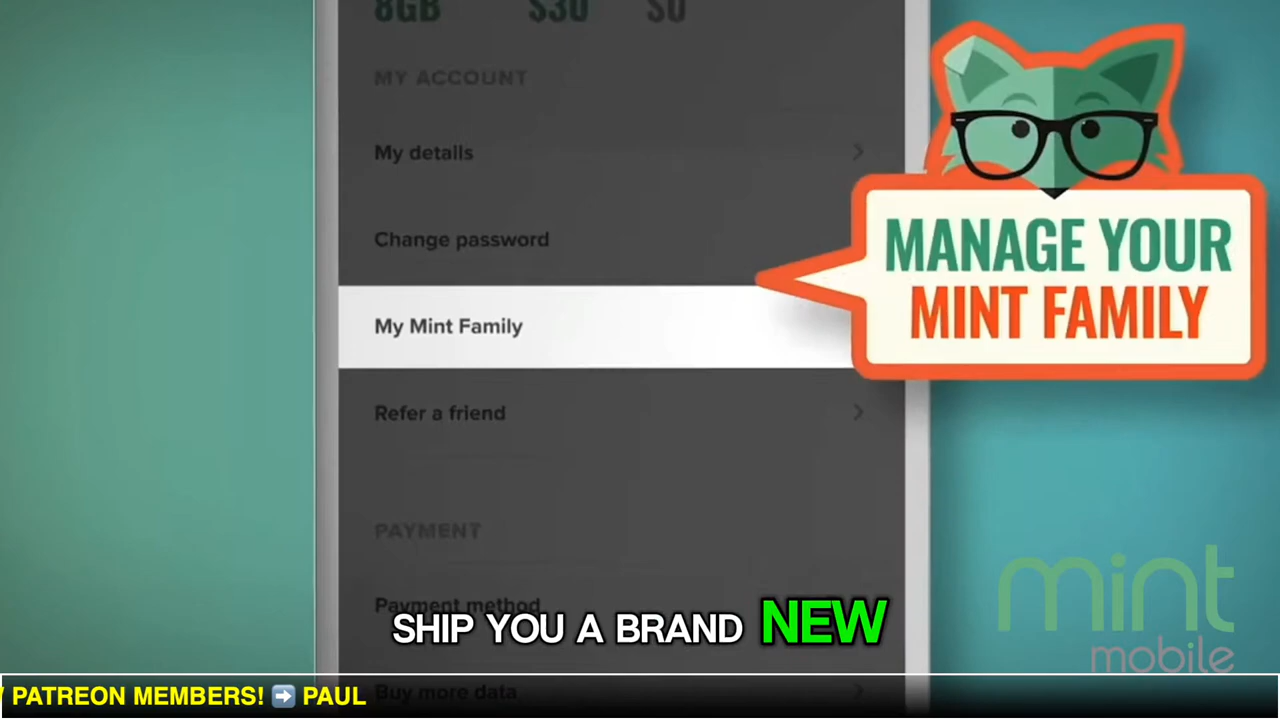 8GB $30 $0
MY ACCOUNT
My details
Change password
My Mint Family
Refer a friend
PAYMENT
Payment method
Buy more data
MANAGE YOUR
MINT FAMILY
mint
mobile
SHIP YOU A BRAND NEW
PATREON MEMBERS! ➡️ PAUL